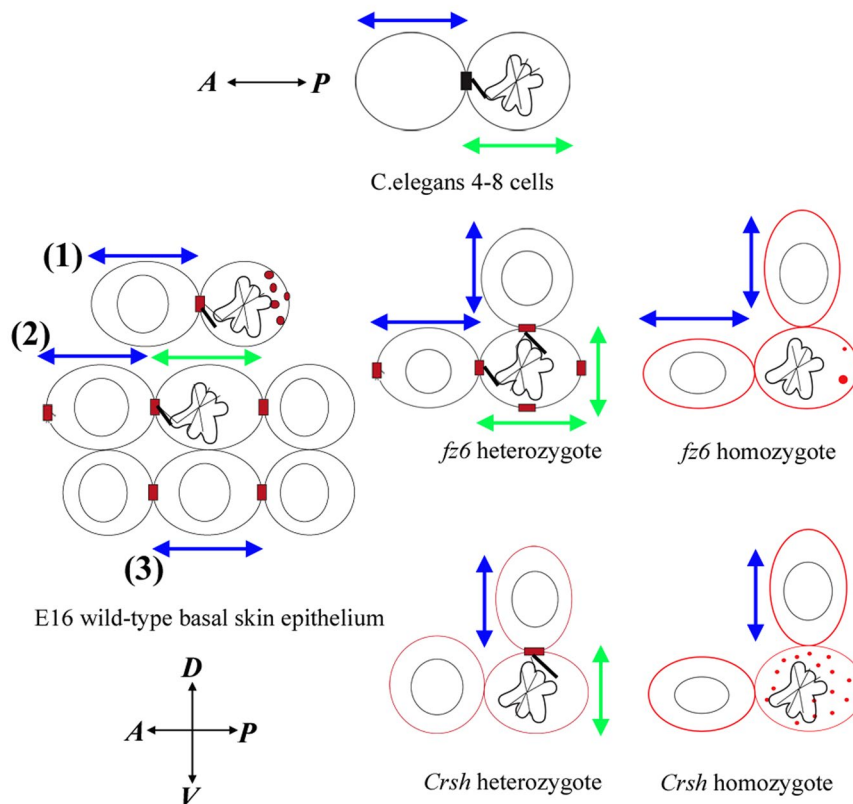 A P
C.elegans 4-8 cells
(1)
(2)
(3)
fz6 heterozygote
fz6 homozygote
E16 wild-type basal skin epithelium
D
A P
V
Crsh heterozygote
Crsh homozygote